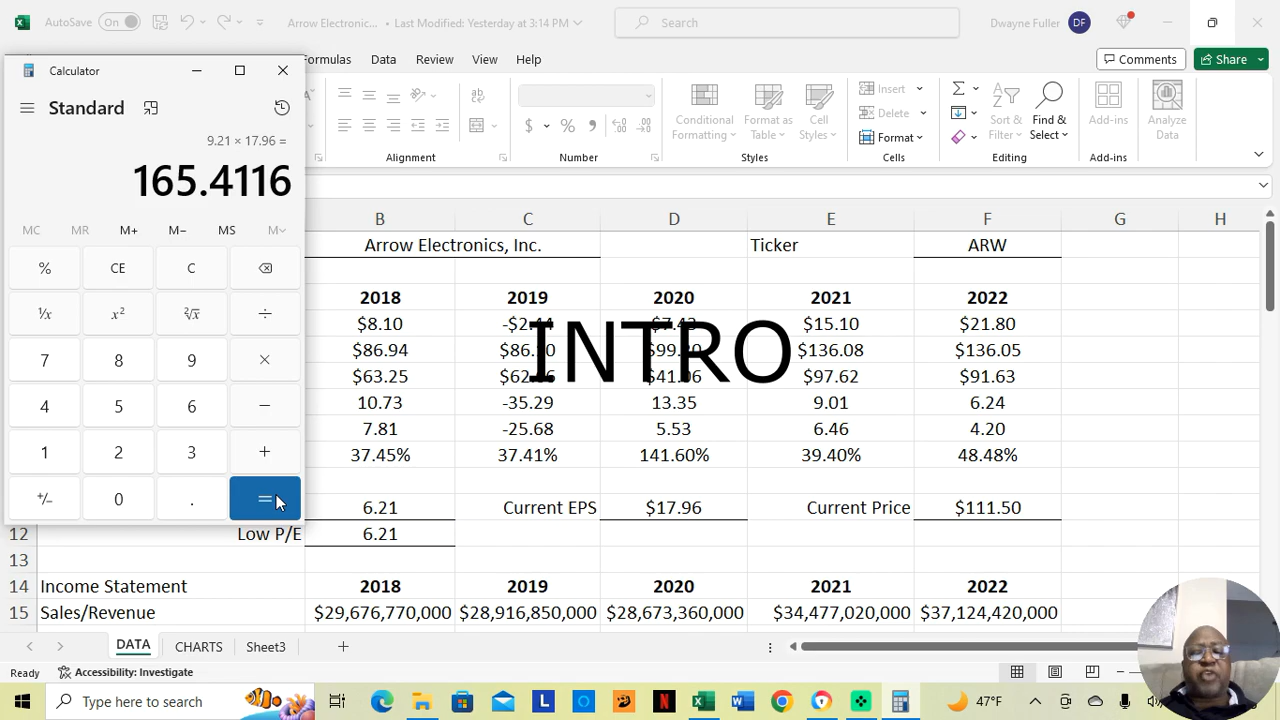 AutoSave On Arrow Electronic... • Last Modified: Yesterday at 3:14 PM Search Dwayne Fuller DF
Formulas Data Review View Help Comments Share
Insert
Delete
Format
Conditional Formatting
Format as Table
Cell Styles
Sort & Filter
Find & Select
Add-ins
Analyze Data
Alignment Number Styles Cells Editing Add-ins
Calculator
Standard
9.21 × 17.96 =
165.4116
MC MR M+ M− MS M
% CE C
1/x x² ²√x ÷
7 8 9 ×
4 5 6 −
1 2 3 +
+/− 0 . =
B C D E F G H
Arrow Electronics, Inc. Ticker ARW
2018 2019 2020 2021 2022
$8.10 $15.10 $21.80
$86.94 $136.08 $136.05
INTRO
$63.25 $97.62 $91.63
10.73 -35.29 13.35 9.01 6.24
7.81 -25.68 5.53 6.46 4.20
37.45% 37.41% 141.60% 39.40% 48.48%
6.21 Current EPS $17.96 Current Price $111.50
12 Low P/E 6.21
13
14 Income Statement 2018 2019 2020 2021 2022
15 Sales/Revenue $29,676,770,000 $28,916,850,000 $28,673,360,000 $34,477,020,000 $37,124,420,000
DATA CHARTS Sheet3
Ready Accessibility: Investigate
Type here to search 47°F